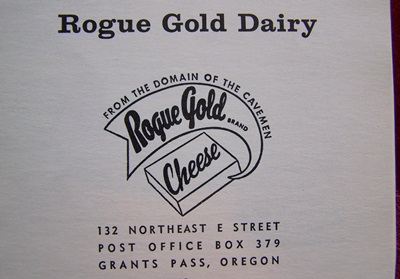 Rogue Gold Dairy
FROM THE DOMAIN OF THE CAVEMEN
Rogue Gold
BRAND
Cheese
132 NORTHEAST E STREET
POST OFFICE BOX 379
GRANTS PASS, OREGON